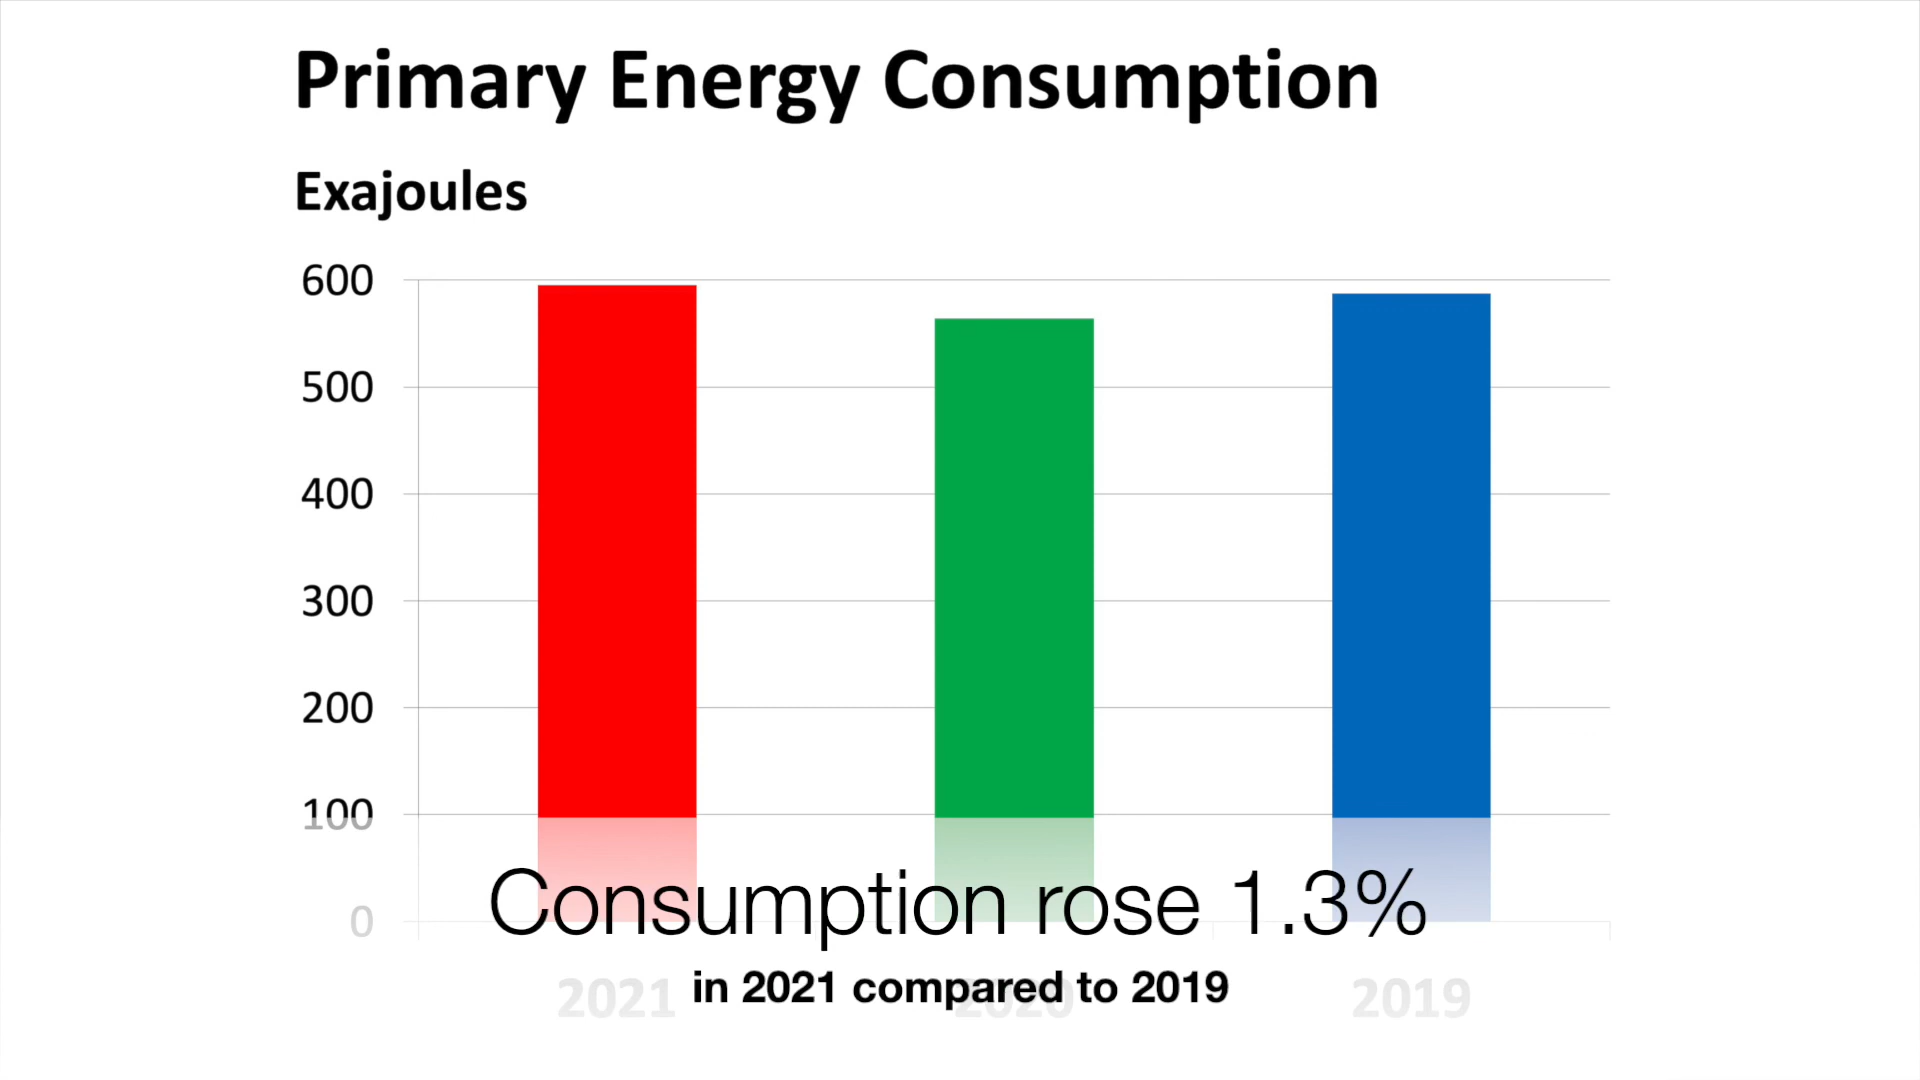 Primary Energy Consumption
Exajoules
600
500
400
300
200
100
0
Consumption rose 1.3%
2021
2020
2019
in 2021 compared to 2019